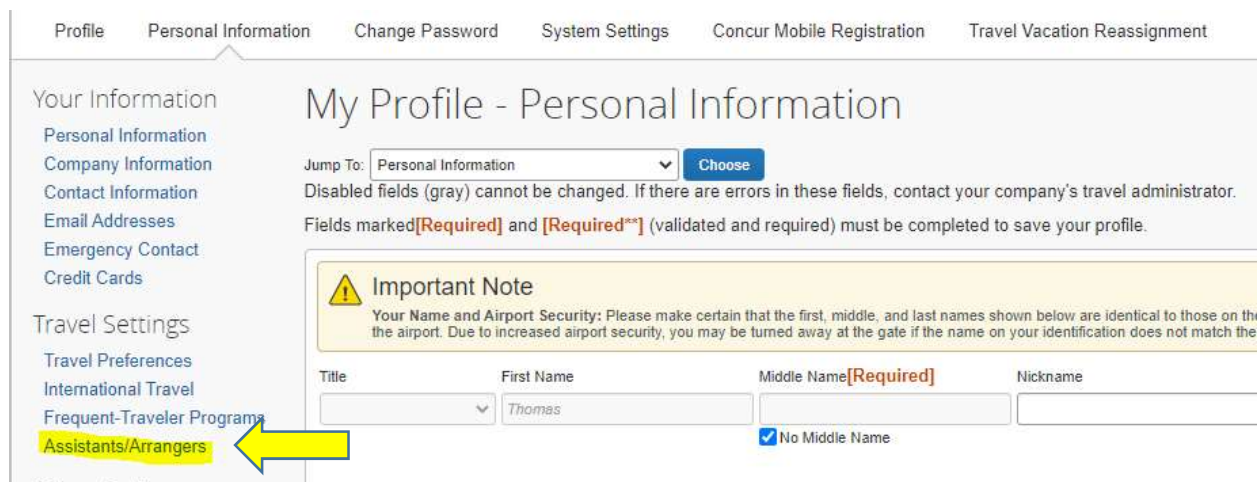 Profile Personal Information Change Password System Settings Concur Mobile Registration Travel Vacation Reassignment
Your Information
Personal Information
Company Information
Contact Information
Email Addresses
Emergency Contact
Credit Cards
Travel Settings
Travel Preferences
International Travel
Frequent-Traveler Programs
Assistants/Arrangers
My Profile - Personal Information
Jump To: Personal Information Choose
Disabled fields (gray) cannot be changed. If there are errors in these fields, contact your company's travel administrator.
Fields marked[Required] and [Required**] (validated and required) must be completed to save your profile.
Important Note
Your Name and Airport Security: Please make certain that the first, middle, and last names shown below are identical to those on the
the airport. Due to increased airport security, you may be turned away at the gate if the name on your identification does not match the
Title First Name Middle Name[Required] Nickname
Thomas
No Middle Name